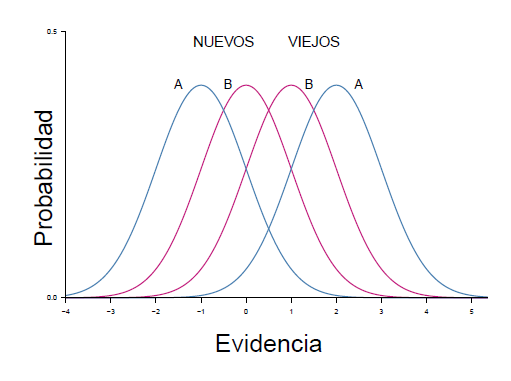 0.5
NUEVOS VIEJOS
A B B A
Probabilidad
0.0
−4 −3 −2 −1 0 1 2 3 4 5
Evidencia